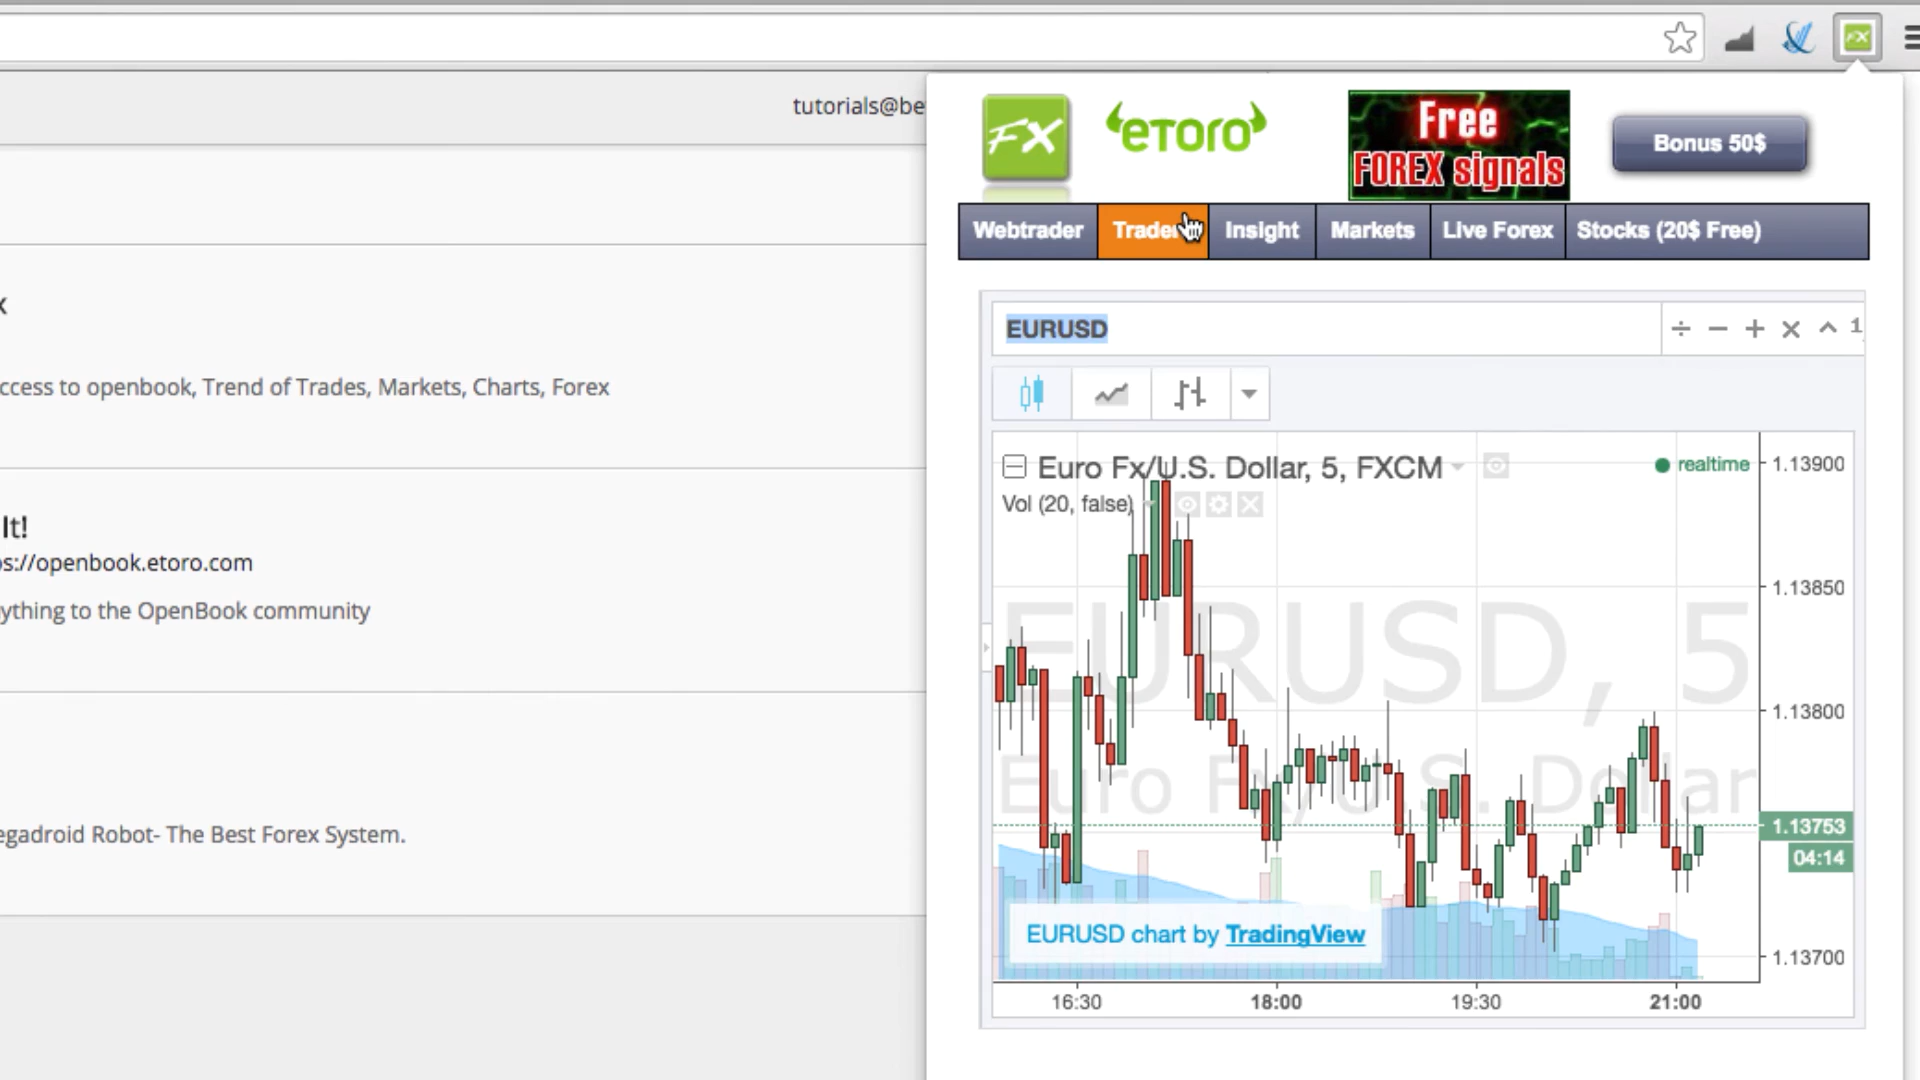 tutorials@be
FX
eToro
Free
FOREX signals
Bonus 50$
Webtrader
Trader
Insight
Markets
Live Forex
Stocks (20$ Free)
x
ccess to openbook, Trend of Trades, Markets, Charts, Forex
It!
os://openbook.etoro.com
ything to the OpenBook community
egadroid Robot- The Best Forex System.
EURUSD
÷ − + × ^ 1
Euro Fx/U.S. Dollar, 5, FXCM
realtime
Vol (20, false)
EURUSD, 5
Euro Fx/U.S. Dollar
1.13900
1.13850
1.13800
1.13753
04:14
1.13700
EURUSD chart by TradingView
16:30
18:00
19:30
21:00